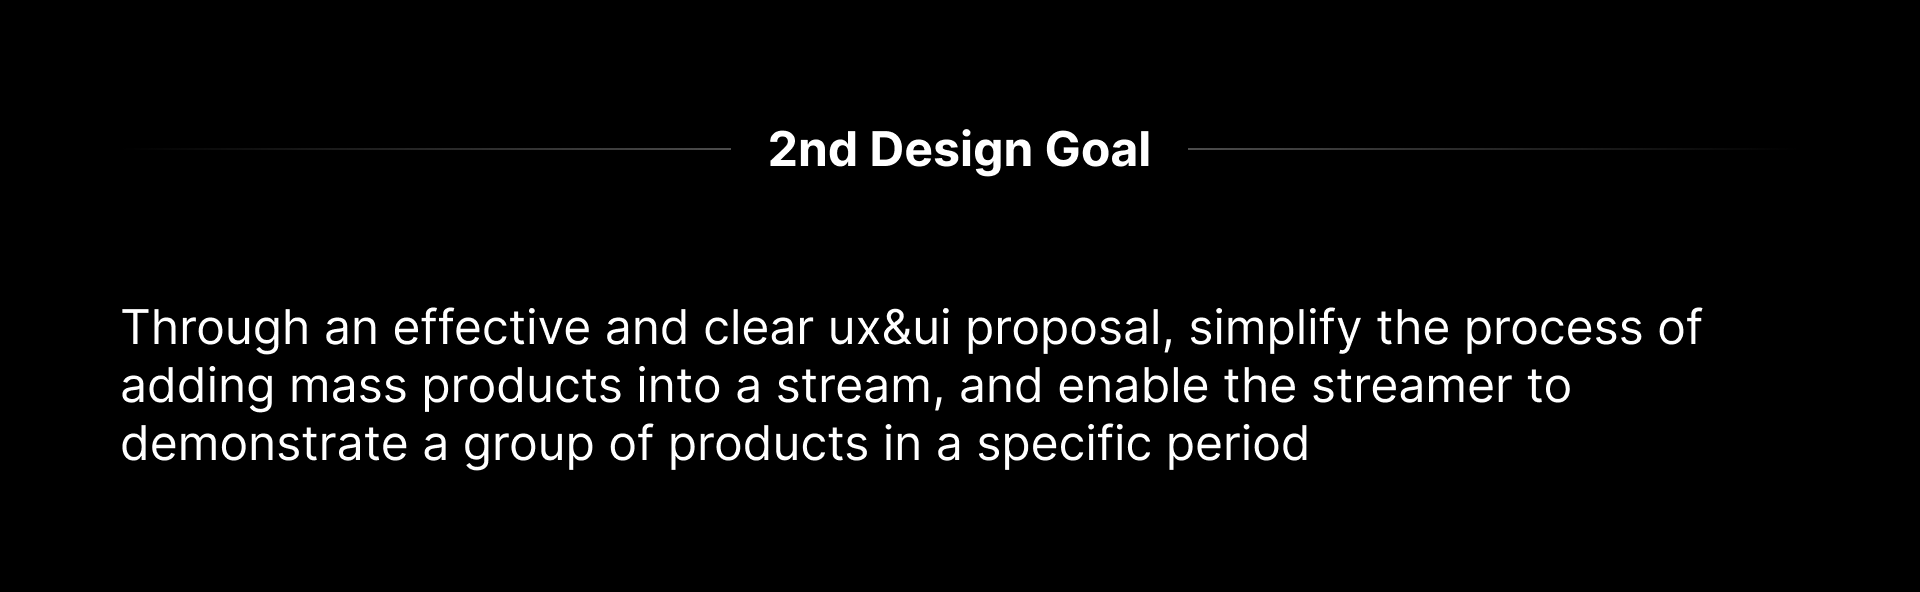 2nd Design Goal
Through an effective and clear ux&ui proposal, simplify the process of
adding mass products into a stream, and enable the streamer to
demonstrate a group of products in a specific period